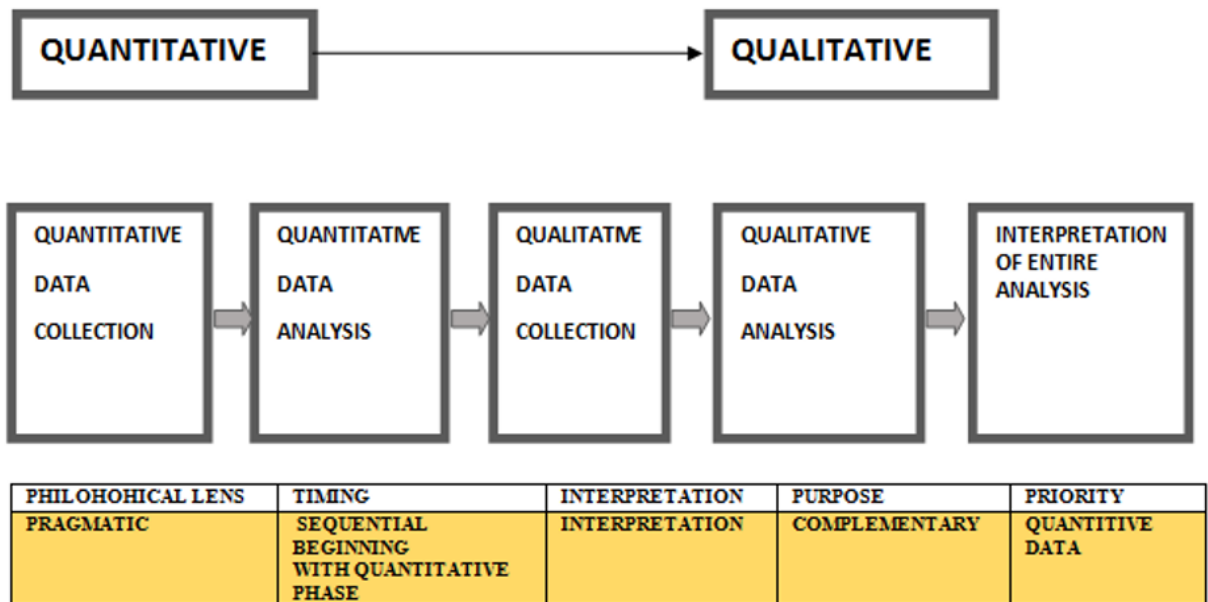 QUANTITATIVE
QUALITATIVE
QUANTITATIVE
DATA
COLLECTION
QUANTITATIVE
DATA
ANALYSIS
QUALITATIVE
DATA
COLLECTION
QUALITATIVE
DATA
ANALYSIS
INTERPRETATION
OF ENTIRE
ANALYSIS
PHILOHOHICAL LENS
TIMING
INTERPRETATION
PURPOSE
PRIORITY
PRAGMATIC
SEQUENTIAL
BEGINNING
WITH QUANTITATIVE
PHASE
INTERPRETATION
COMPLEMENTARY
QUANTITIVE
DATA